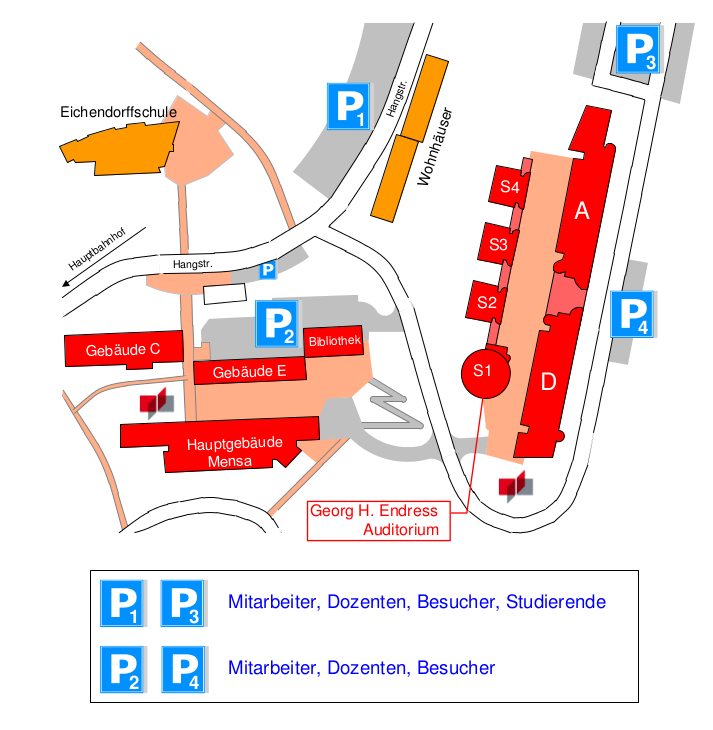 P3
P1
Hangstr.
Wohnhäuser
Eichendorffschule
S4
A
S3
Hauptbahnhof
Hangstr.
P
S2
P4
P2
Bibliothek
Gebäude C
Gebäude E
S1
D
Hauptgebäude
Mensa
Georg H. Endress
Auditorium
P1 P3 Mitarbeiter, Dozenten, Besucher, Studierende
P2 P4 Mitarbeiter, Dozenten, Besucher